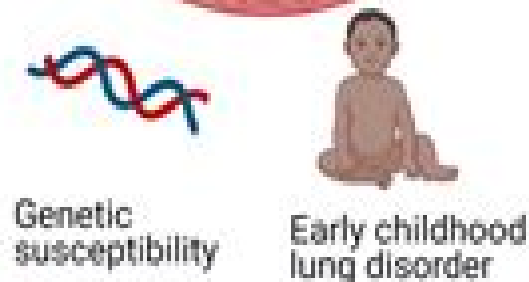 Genetic
susceptibility
Early childhood
lung disorder